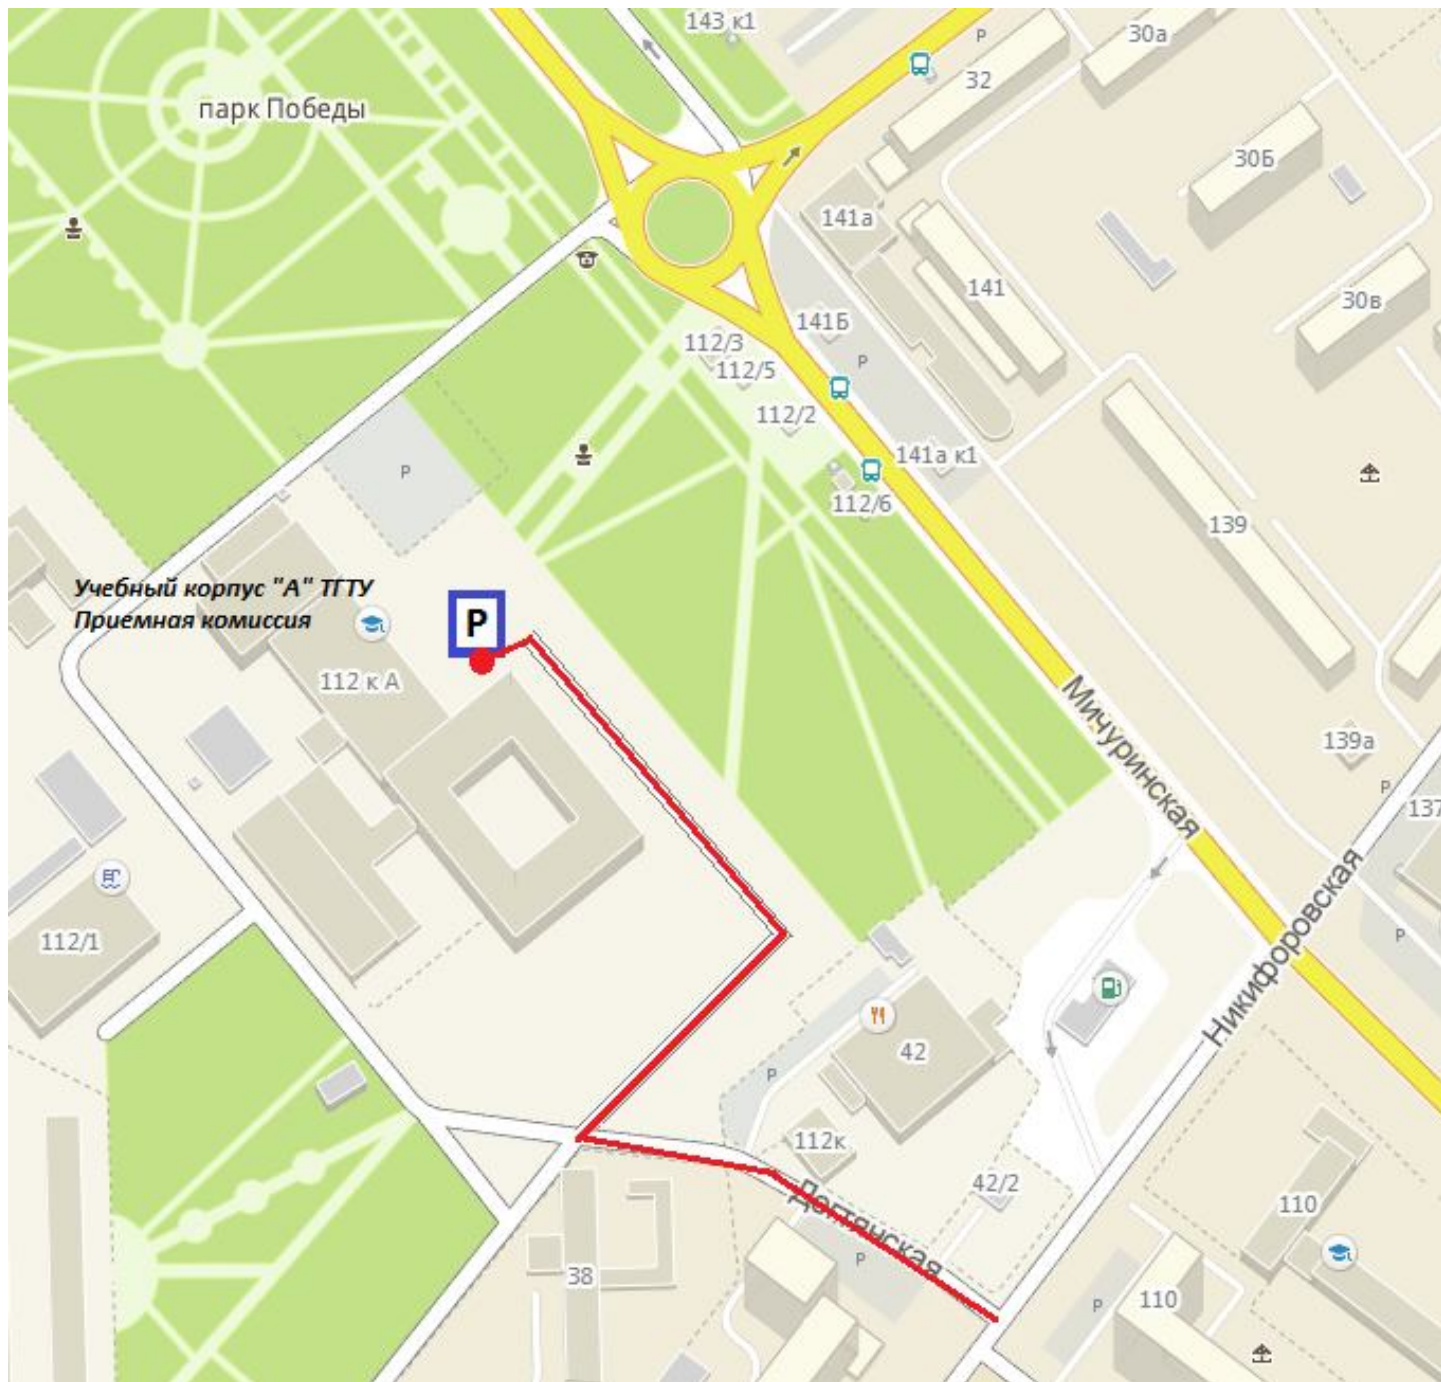 143 к1
30а
P
32
парк Победы
30Б
141а
141
30в
141Б
112/3
P
112/5
112/2
141а к1
P
112/6
139
Учебный корпус "А" ТГТУ
Приемная комиссия
P
112 к А
Мичуринская
139а
P
137
112/1
Никифоровская
P
42
P
112к
42/2
Дегтянская
110
P
38
P
110